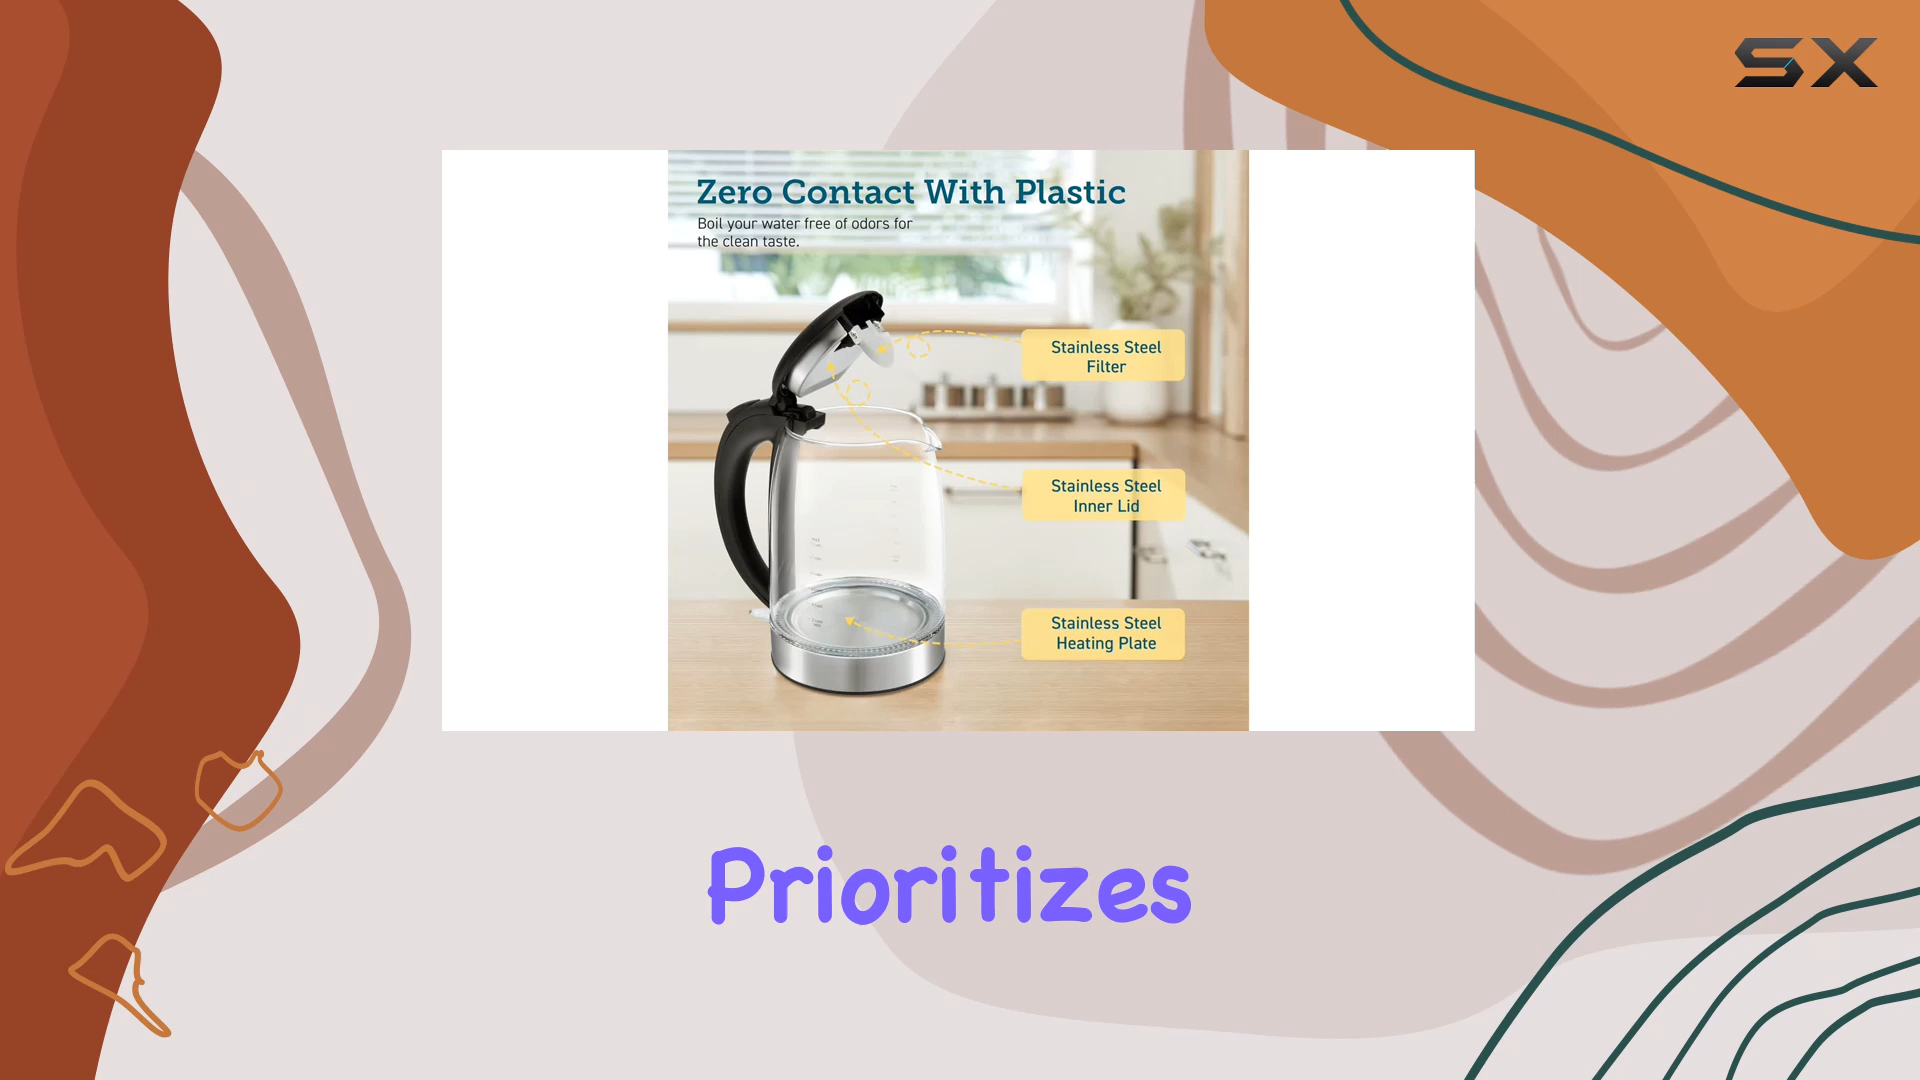 SX
Zero Contact With Plastic
Boil your water free of odors for
the clean taste.
Stainless Steel
Filter
Stainless Steel
Inner Lid
Stainless Steel
Heating Plate
Prioritizes